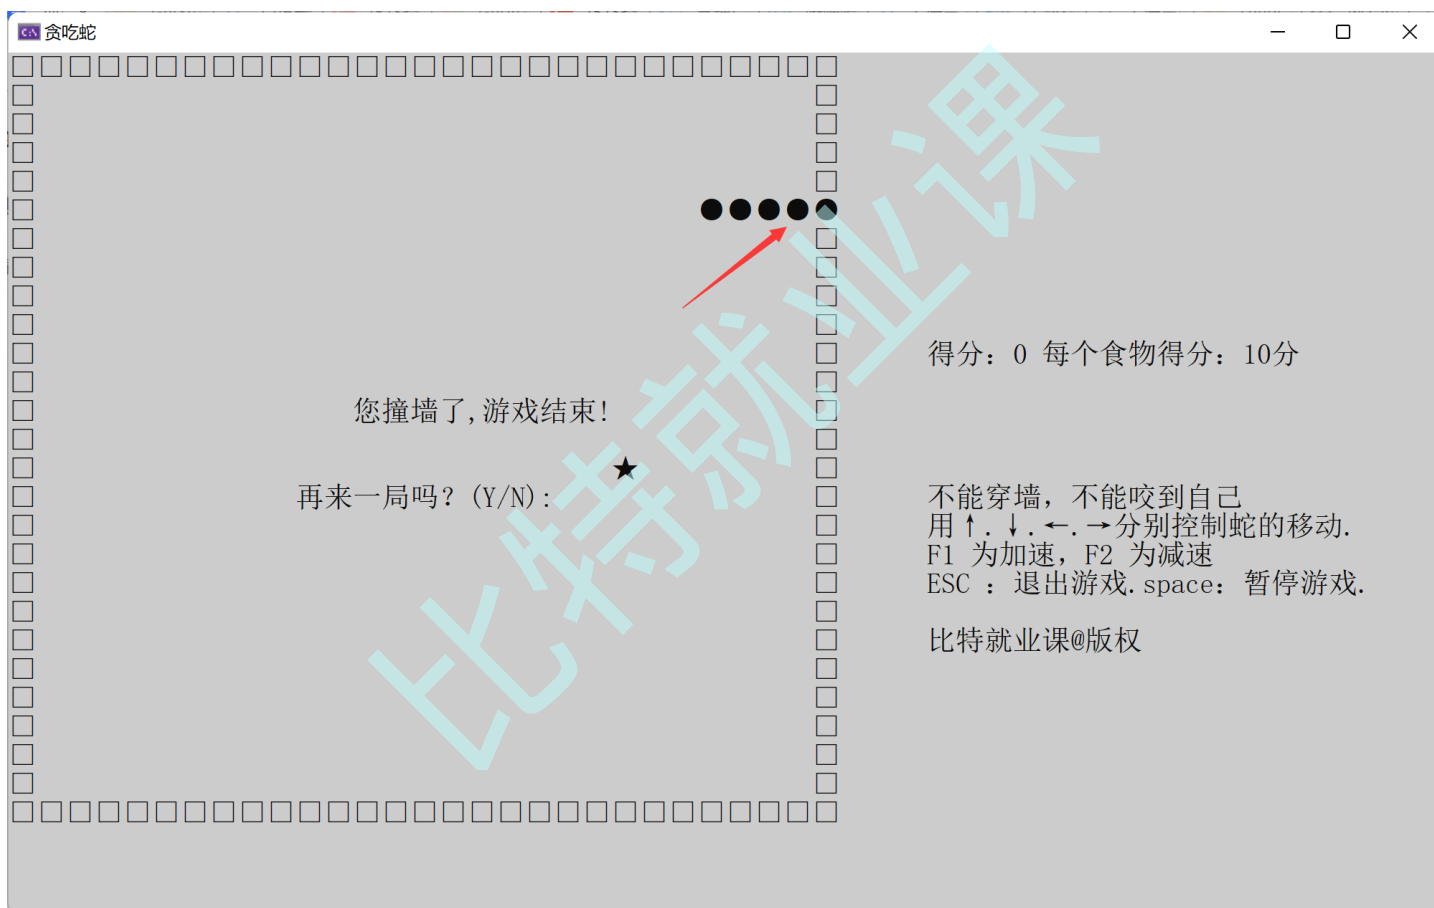 贪吃蛇
得分：0 每个食物得分：10分
您撞墙了,游戏结束!
再来一局吗？(Y/N):
不能穿墙，不能咬到自己
用↑.↓.←.→分别控制蛇的移动.
F1 为加速，F2 为减速
ESC ：退出游戏.space：暂停游戏.
比特就业课@版权
比特就业课